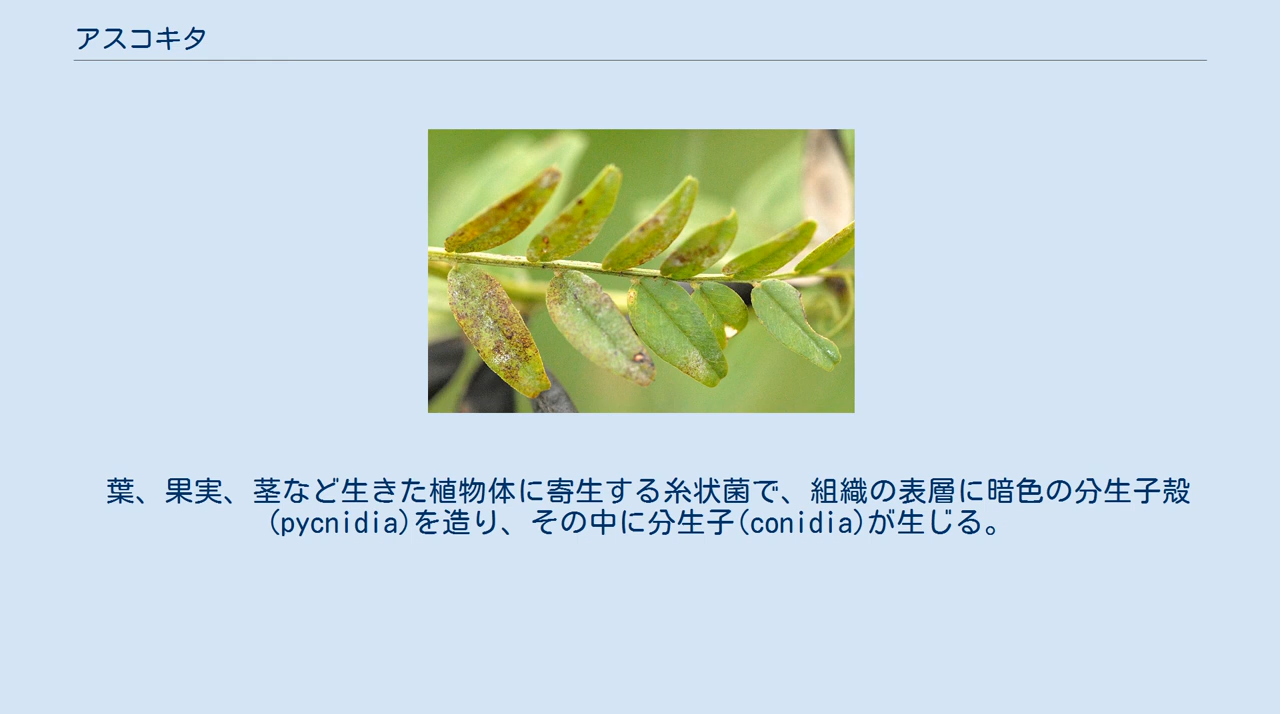 アスコキタ
葉、果実、茎など生きた植物体に寄生する糸状菌で、組織の表層に暗色の分生子殻
(pycnidia)を造り、その中に分生子(conidia)が生じる。